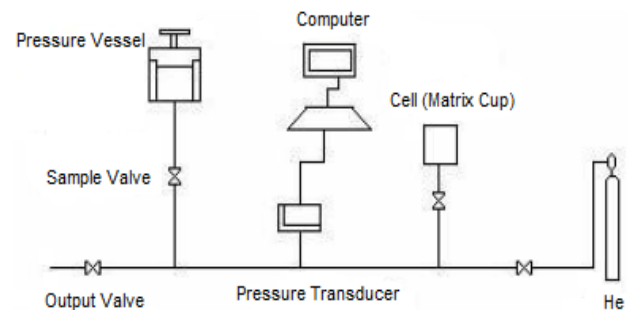 Computer
Pressure Vessel
Cell (Matrix Cup)
Sample Valve
Output Valve
Pressure Transducer
He